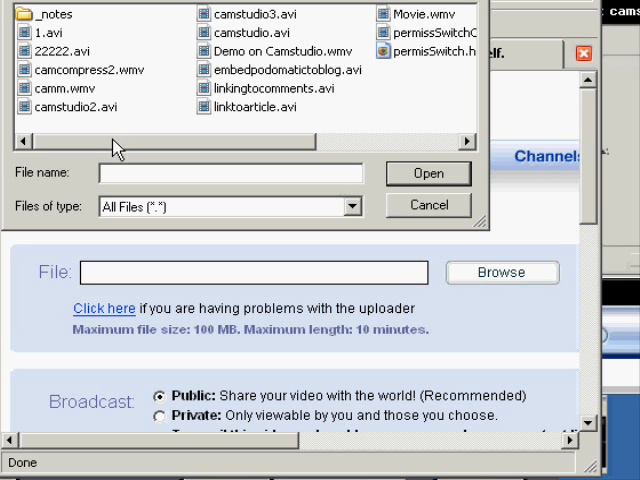 _notes
camstudio3.avi
Movie.wmv
cams
1.avi
camstudio.avi
permissSwitchC
22222.avi
Demo on Camstudio.wmv
permisSwitch.h
elf.
camcompress2.wmv
embedpodomatictoblog.avi
camm.wmv
linkingtocomments.avi
camstudio2.avi
linktoarticle.avi
Channels
File name:
Open
Files of type:
All Files (*.*)
Cancel
File:
Browse
Click here if you are having problems with the uploader
Maximum file size: 100 MB. Maximum length: 10 minutes.
Broadcast:
Public: Share your video with the world! (Recommended)
Private: Only viewable by you and those you choose.
Done